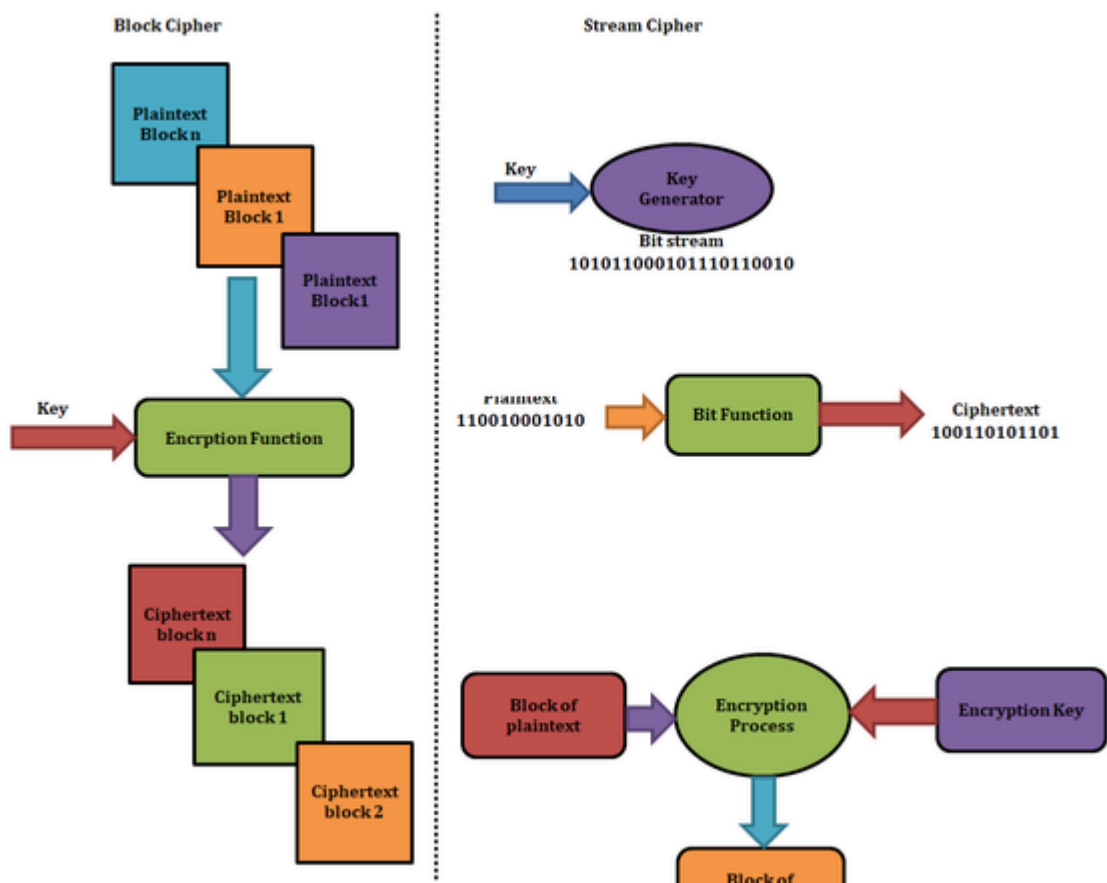 Block Cipher
Plaintext
Block n
Plaintext
Block 1
Plaintext
Block1
Key
Encrption Function
Ciphertext
block n
Ciphertext
block 1
Ciphertext
block 2
Stream Cipher
Key
Key
Generator
Bit stream
101011000101110110010
Plaintext
110010001010
Bit Function
Ciphertext
100110101101
Block of
plaintext
Encryption
Process
Encryption Key
Block of